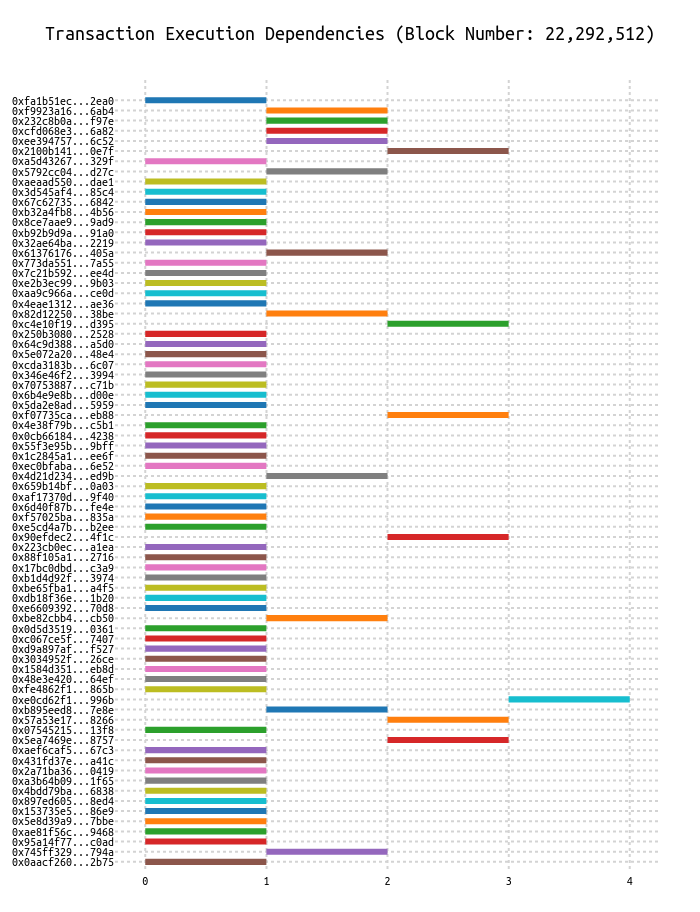 Transaction Execution Dependencies (Block Number: 22,292,512)
0xfa1b51ec...2ea0
0xf9923a16...6ab4
0x232c8b0a...f97e
0xcfd068e3...6a82
0xee394757...6c52
0x2100b141...0e7f
0xa5d43267...329f
0x5792cc04...d27c
0xaeaad550...dae1
0x3d545af4...85c4
0x67c62735...6842
0xb32a4fb8...4b56
0x8ce7aae9...9ad9
0xb92b9d9a...91a0
0x32ae64ba...2219
0x61376176...405a
0x773da551...7a55
0x7c21b592...ee4d
0xe2b3ec99...9b03
0xaa9c966a...ce0d
0x4eae1312...ae36
0x82d12250...38be
0xc4e10f19...d395
0x250b3080...2528
0x64c9d388...a5d0
0x5e072a20...48e4
0xcda3183b...6c07
0x346e46f2...3994
0x70753887...c71b
0x6b4e9e8b...d00e
0x5da2e8ad...5959
0xf07735ca...eb88
0x4e38f79b...c5b1
0x0cb66184...4238
0x55f3e95b...9bff
0x1c2845a1...ee6f
0xec0bfaba...6e52
0x4d21d234...ed9b
0x659b14bf...0a03
0xaf17370d...9f40
0x6d40f87b...fe4e
0xf57025ba...835a
0xe5cd4a7b...b2ee
0x90efdec2...4f1c
0x223cb0ec...a1ea
0x88f105a1...2716
0x17bc0dbd...c3a9
0xb1d4d92f...3974
0xbe65fba1...a4f5
0xdb18f36e...1b20
0xe6609392...70d8
0xbe82cbb4...cb50
0x0d5d3519...0361
0xc067ce5f...7407
0xd9a897af...f527
0x3034952f...26ce
0x1584d351...eb8d
0x48e3e420...64ef
0xfe4862f1...865b
0xe0cd62f1...996b
0xb895eed8...7e8e
0x57a53e17...8266
0x07545215...13f8
0x5ea7469e...8757
0xaef6caf5...67c3
0x431fd37e...a41c
0x2a71ba36...0419
0xa3b64b09...1f65
0x4bdd79ba...6838
0x897ed605...8ed4
0x153735e5...86e9
0x5e8d39a9...7bbe
0xae81f56c...9468
0x95a14f77...c0ad
0x745ff329...794a
0x0aacf260...2b75
0 1 2 3 4